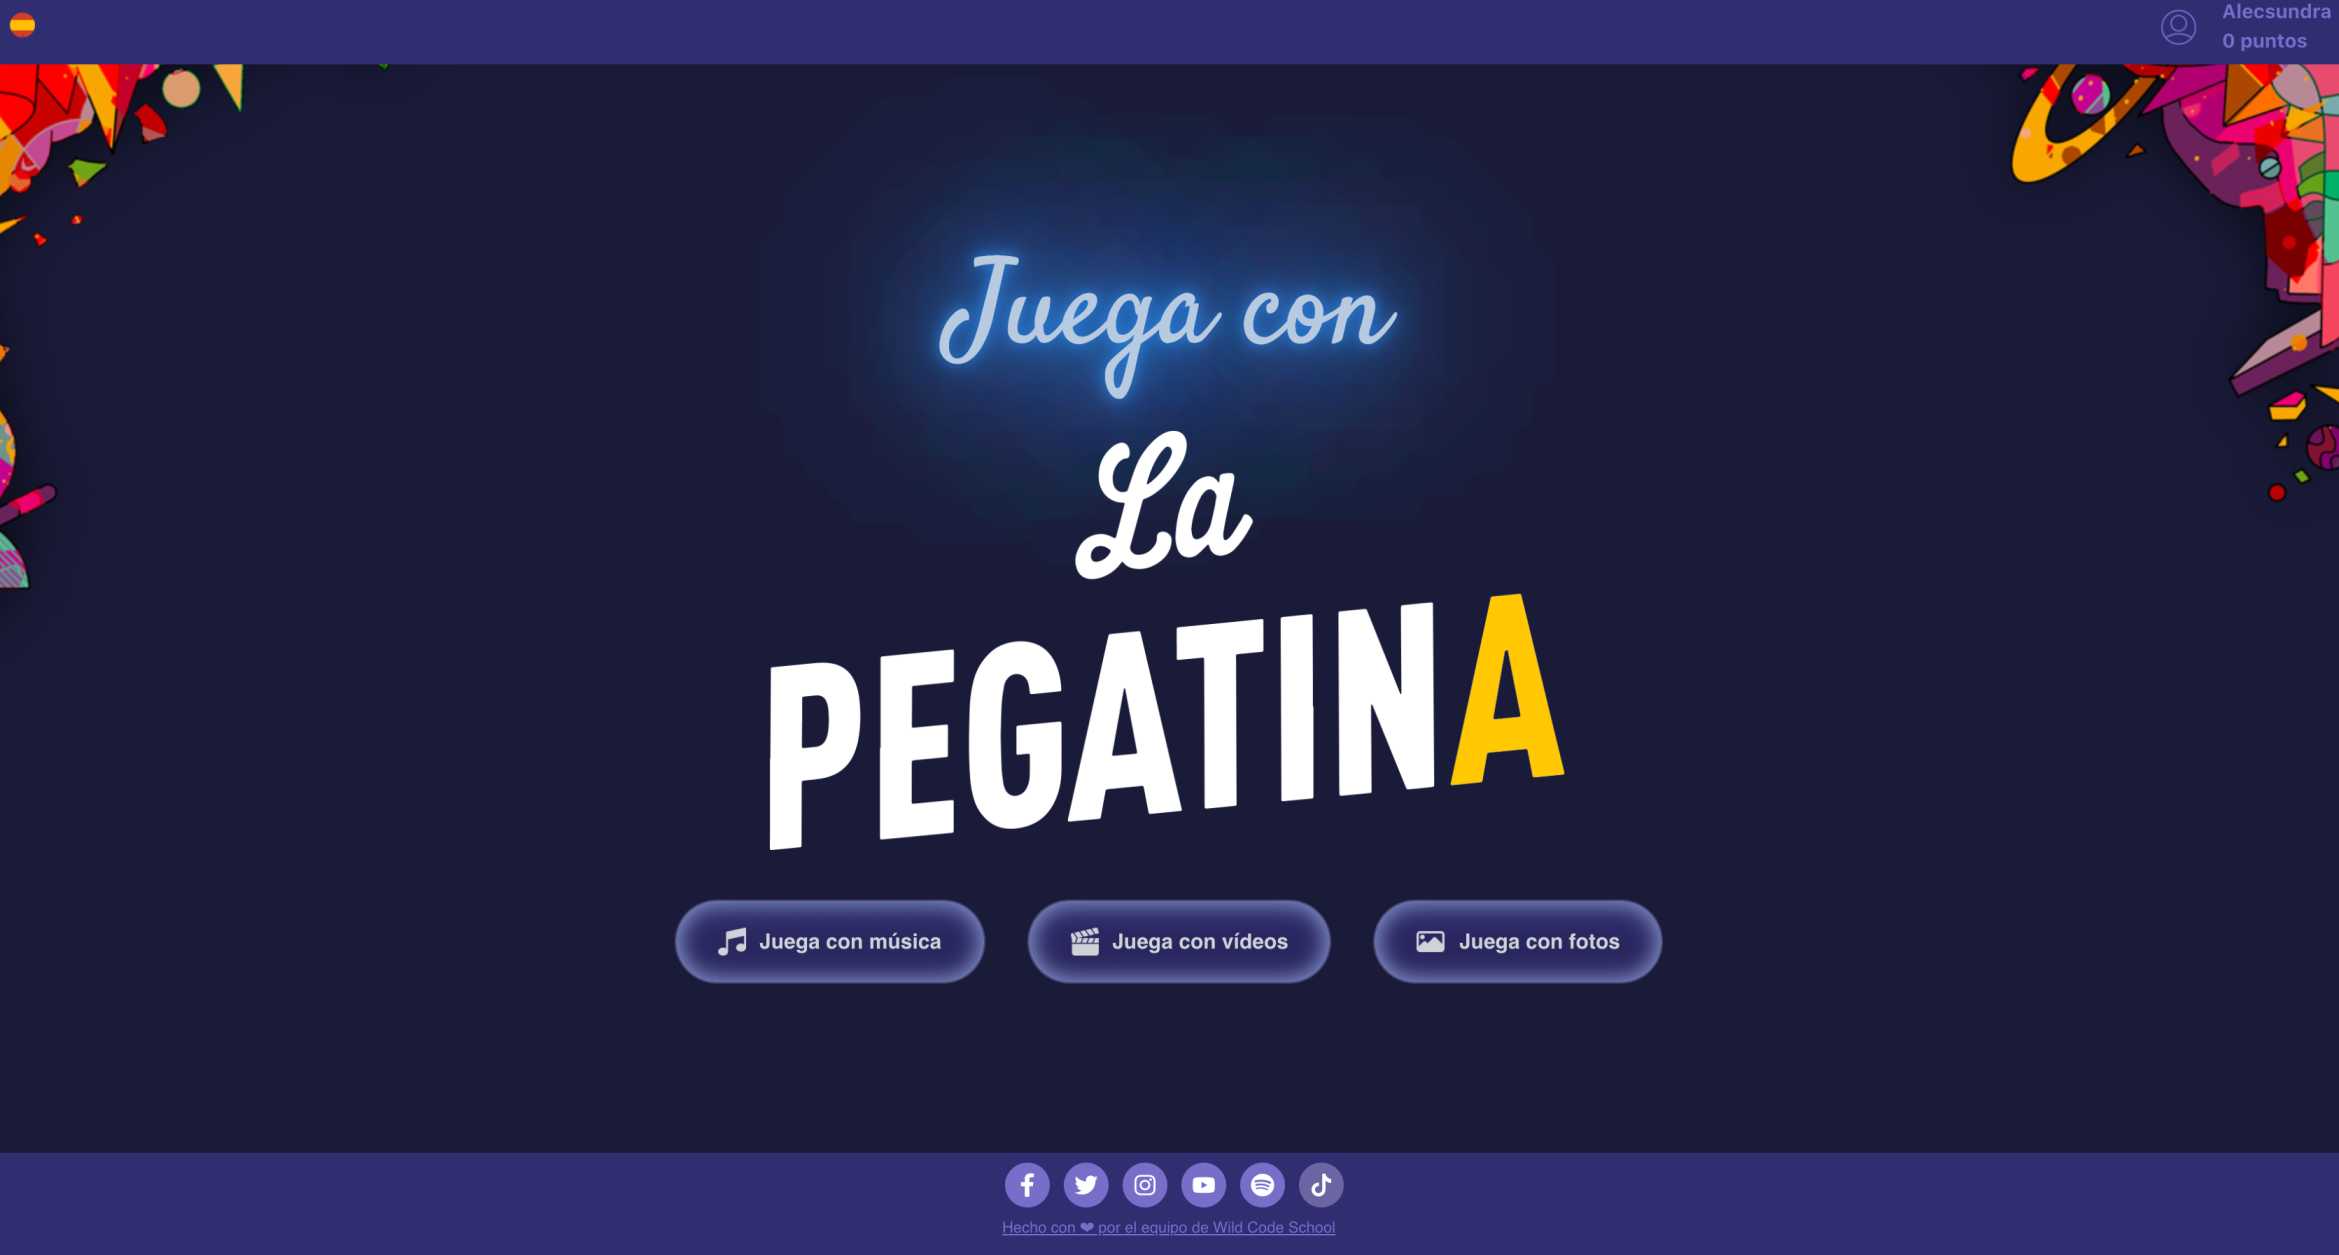 Alecsundra
0 puntos
Juega con
La
PEGATINA
Juega con música
Juega con vídeos
Juega con fotos
Hecho con ❤ por el equipo de Wild Code School